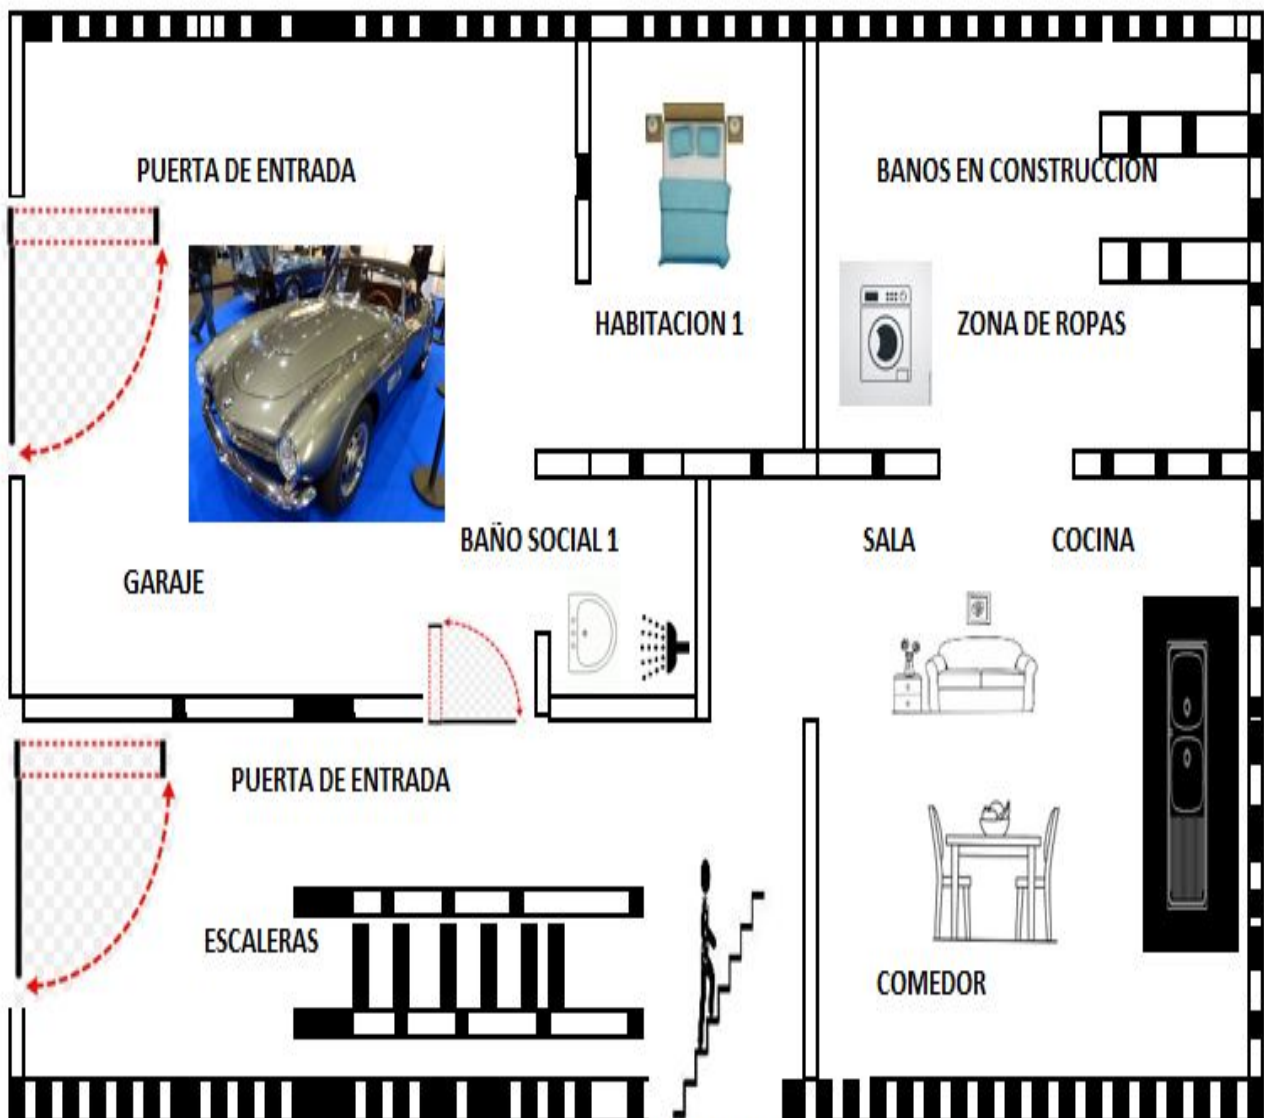 PUERTA DE ENTRADA
BANOS EN CONSTRUCCION
HABITACION 1
ZONA DE ROPAS
BAÑO SOCIAL 1
SALA
COCINA
GARAJE
PUERTA DE ENTRADA
ESCALERAS
COMEDOR